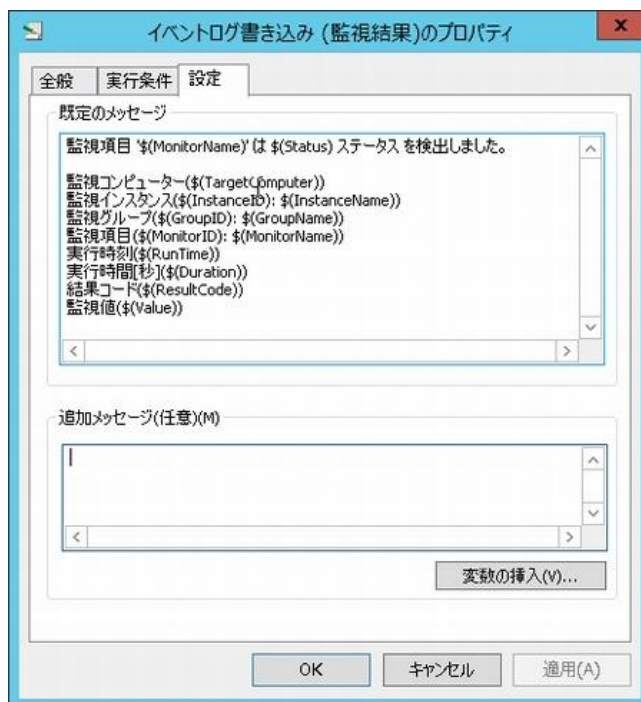 イベントログ書き込み (監視結果)のプロパティ
x
全般 実行条件 設定
既定のメッセージ
監視項目 '$(MonitorName)' は $(Status) ステータス を検出しました。
監視コンピューター($(TargetComputer))
監視インスタンス($(InstanceID): $(InstanceName))
監視グループ($(GroupID): $(GroupName))
監視項目($(MonitorID): $(MonitorName))
実行時刻($(RunTime))
実行時間[秒]($(Duration))
結果コード($(ResultCode))
監視値($(Value))
追加メッセージ(任意)(M)
変数の挿入(V)...
OK キャンセル 適用(A)